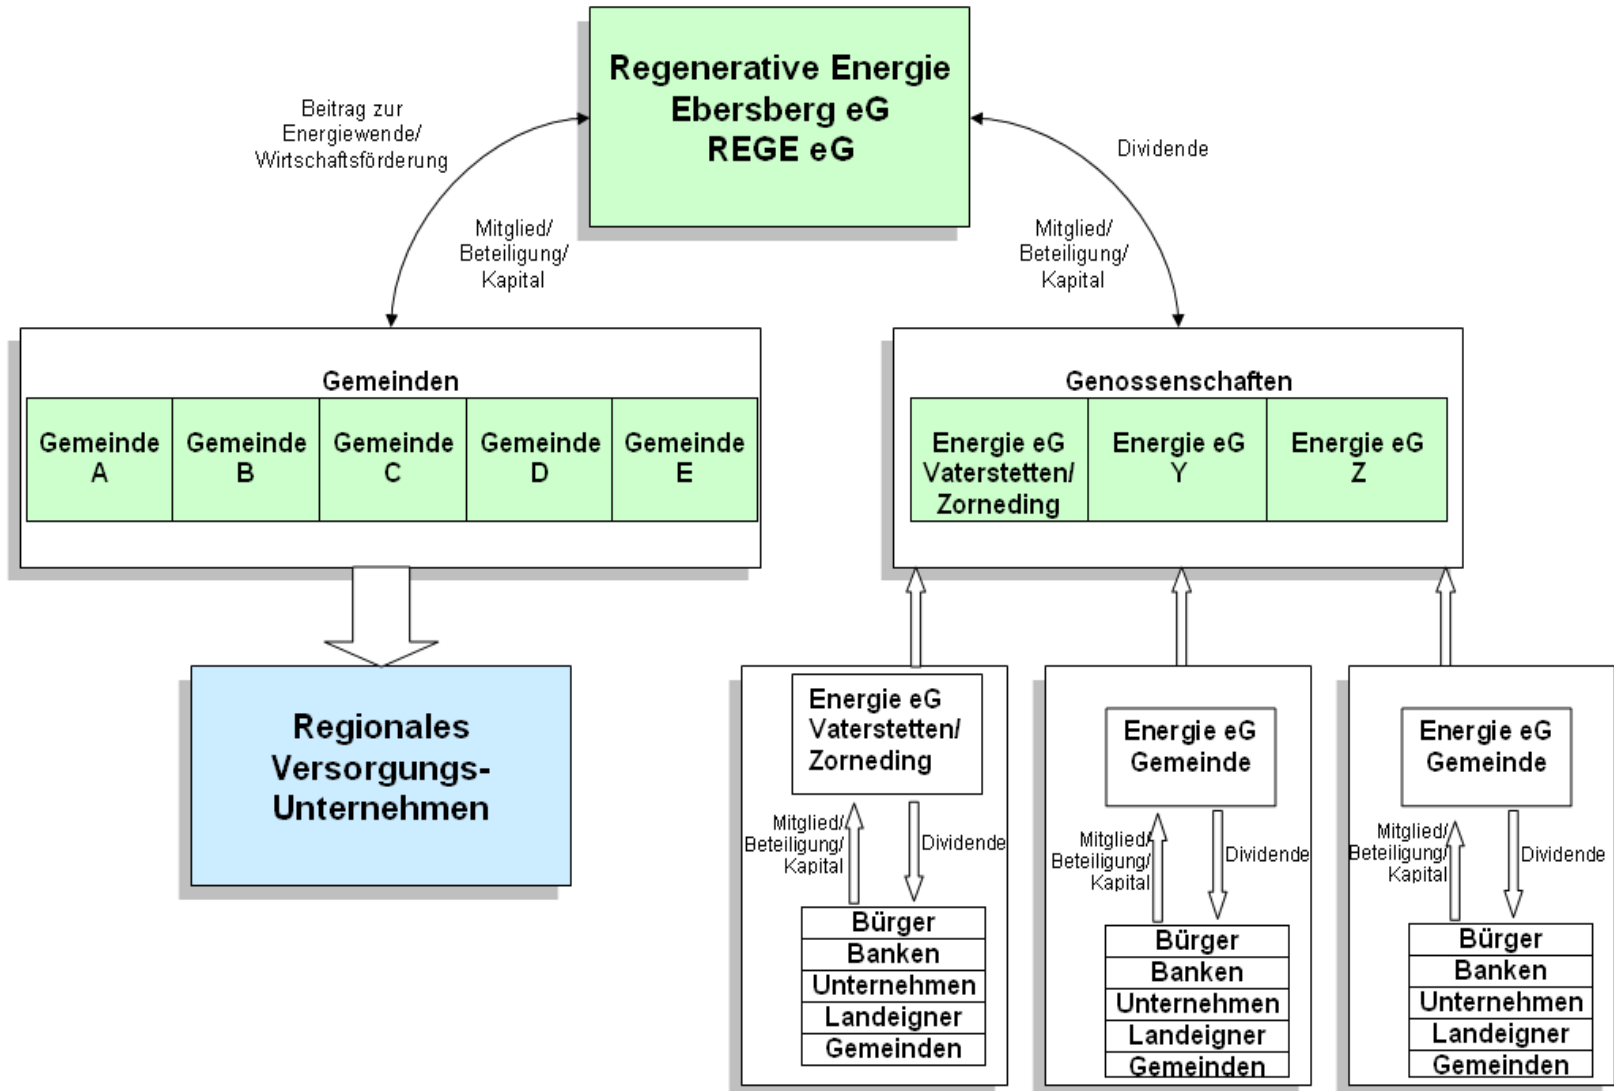 Regenerative Energie
Ebersberg eG
REGE eG
Beitrag zur
Energiewende/
Wirtschaftsförderung
Dividende
Mitglied/
Beteiligung/
Kapital
Mitglied/
Beteiligung/
Kapital
Gemeinden
Gemeinde
A
Gemeinde
B
Gemeinde
C
Gemeinde
D
Gemeinde
E
Genossenschaften
Energie eG
Vaterstetten/
Zorneding
Energie eG
Y
Energie eG
Z
Regionales
Versorgungs-
Unternehmen
Energie eG
Vaterstetten/
Zorneding
Mitglied/
Beteiligung/
Kapital
Dividende
Bürger
Banken
Unternehmen
Landeigner
Gemeinden
Energie eG
Gemeinde
Mitglied/
Beteiligung/
Kapital
Dividende
Bürger
Banken
Unternehmen
Landeigner
Gemeinden
Energie eG
Gemeinde
Mitglied/
Beteiligung/
Kapital
Dividende
Bürger
Banken
Unternehmen
Landeigner
Gemeinden